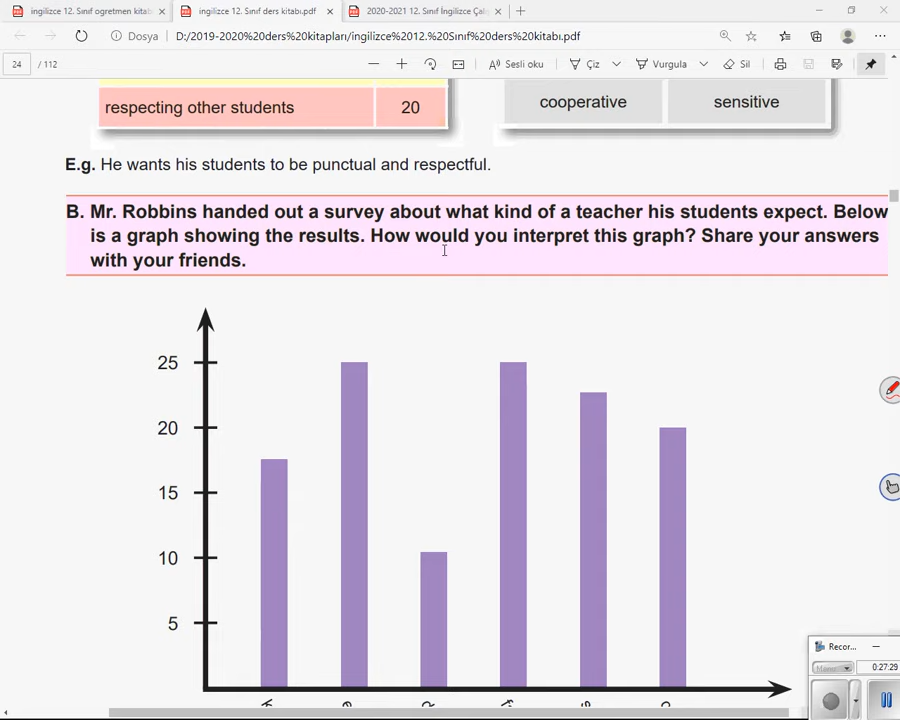 ingilizce 12. Sınıf ogretmen kitab
ingilizce 12. Sınıf ders kitabı.pdf
2020-2021 12. Sınıf İngilizce Çalış
Dosya
D:/2019-2020%20ders%20kitapları/ingilizce%2012.%20Sınıf%20ders%20kitabı.pdf
24 / 112
Sesli oku
Çiz
Vurgula
Sil
respecting other students 20
cooperative sensitive
E.g. He wants his students to be punctual and respectful.
B. Mr. Robbins handed out a survey about what kind of a teacher his students expect. Below
is a graph showing the results. How would you interpret this graph? Share your answers
with your friends.
25
20
15
10
5
Recor...
0:27:29